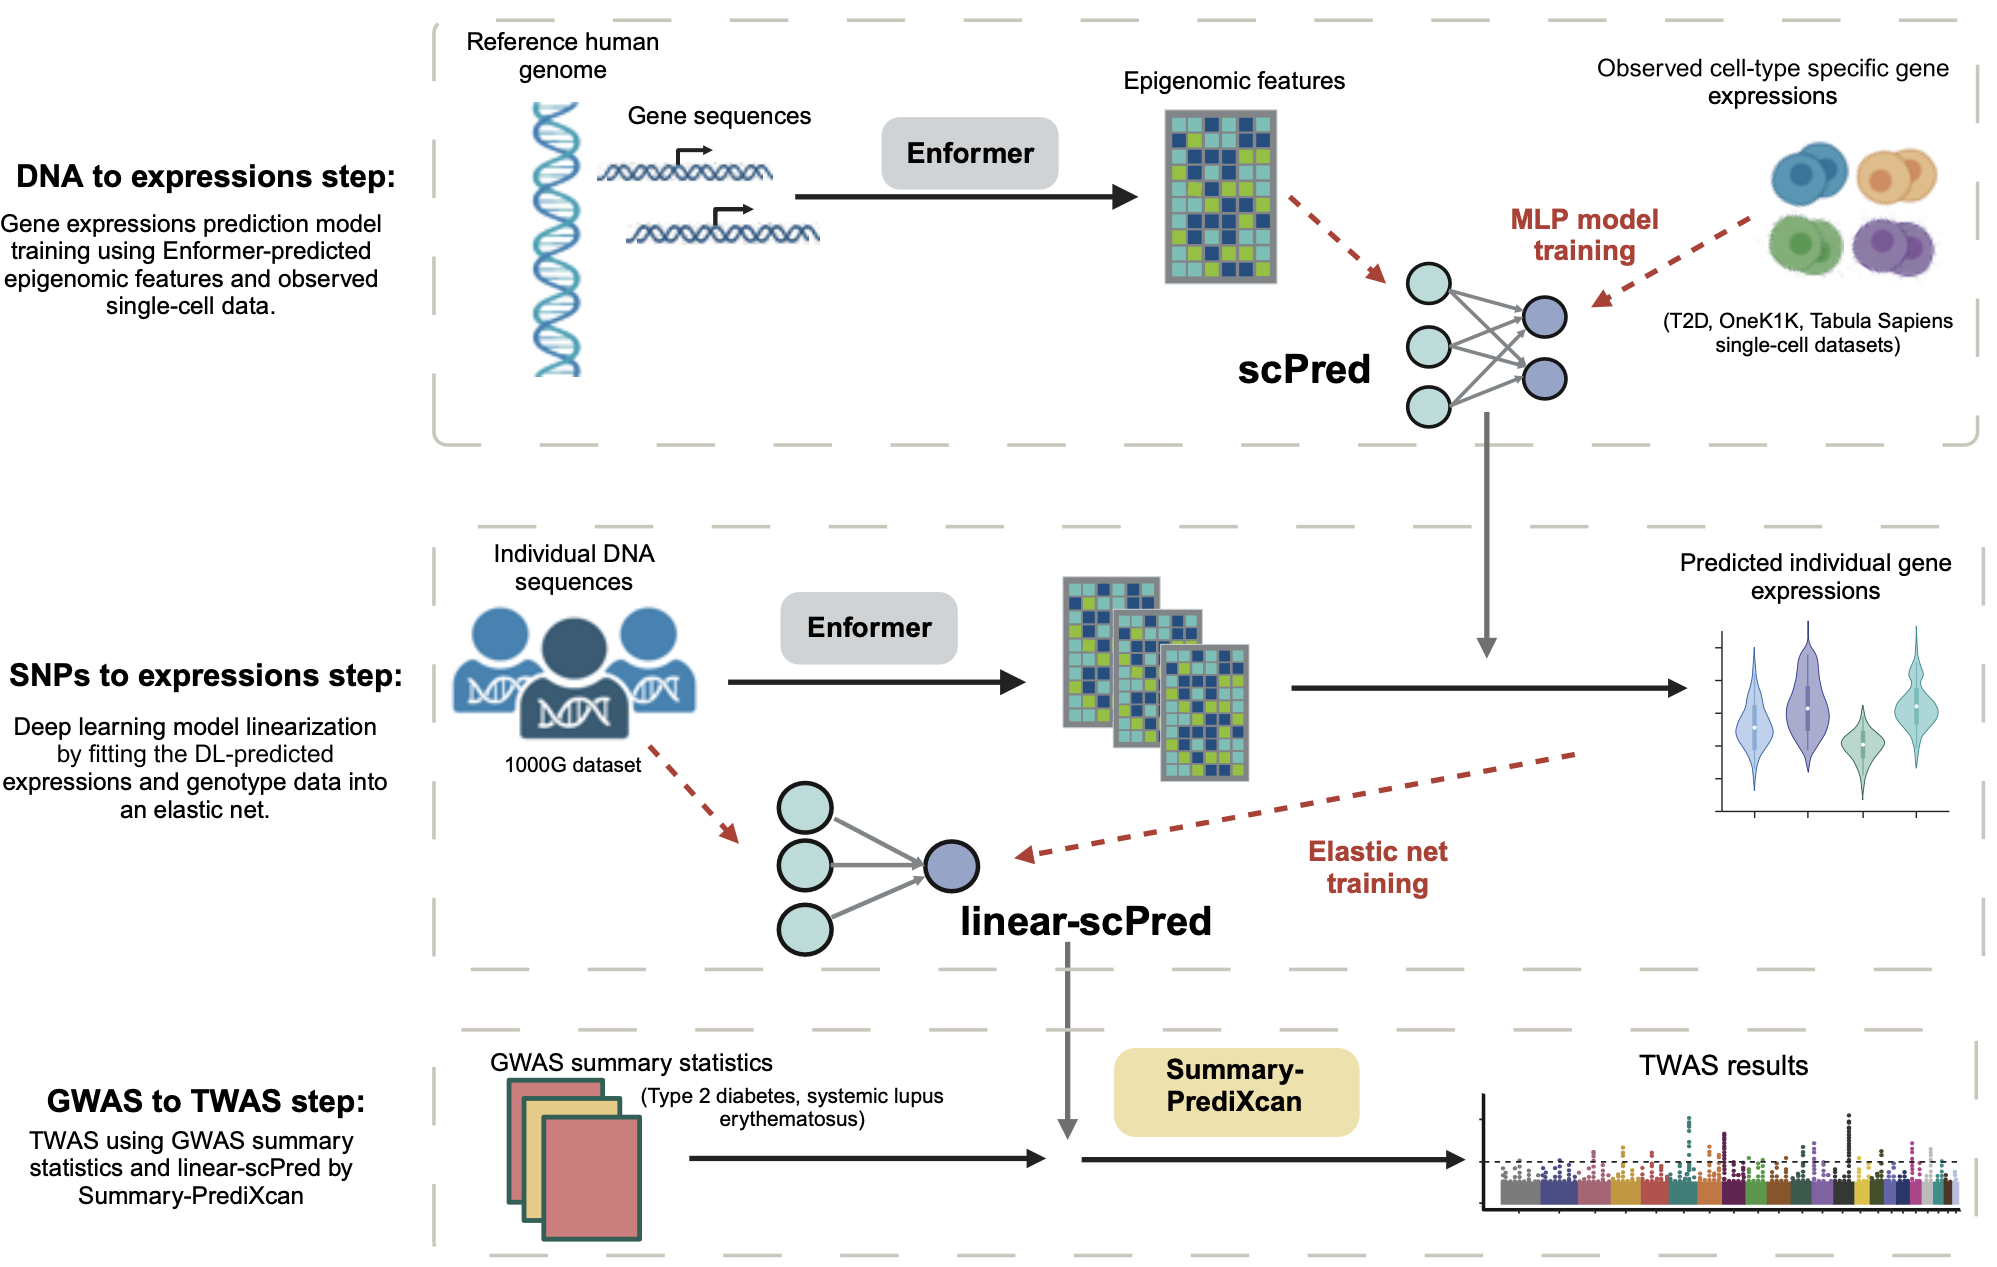 Reference human
genome
Gene sequences
Enformer
Epigenomic features
Observed cell-type specific gene
expressions
DNA to expressions step:
Gene expressions prediction model
training using Enformer-predicted
epigenomic features and observed
single-cell data.
MLP model
training
(T2D, OneK1K, Tabula Sapiens
single-cell datasets)
scPred
Individual DNA
sequences
Enformer
Predicted individual gene
expressions
SNPs to expressions step:
Deep learning model linearization
by fitting the DL-predicted
expressions and genotype data into
an elastic net.
1000G dataset
Elastic net
training
linear-scPred
GWAS to TWAS step:
TWAS using GWAS summary
statistics and linear-scPred by
Summary-PrediXcan
GWAS summary statistics
(Type 2 diabetes, systemic lupus
erythematosus)
Summary-
PrediXcan
TWAS results